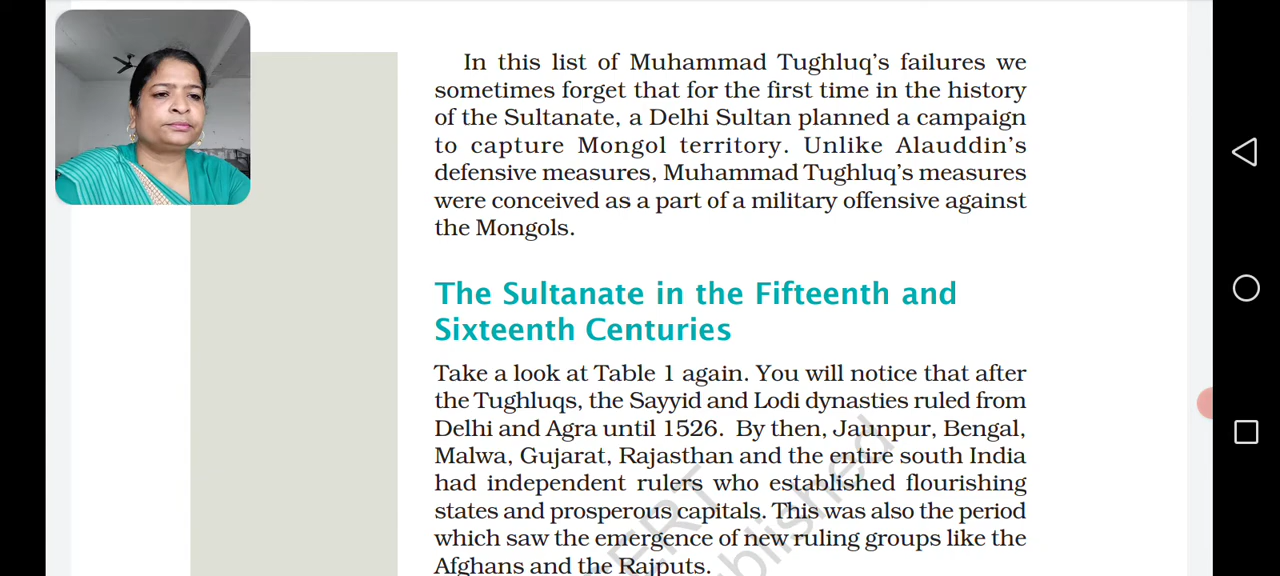 In this list of Muhammad Tughluq's failures we
sometimes forget that for the first time in the history
of the Sultanate, a Delhi Sultan planned a campaign
to capture Mongol territory. Unlike Alauddin's
defensive measures, Muhammad Tughluq's measures
were conceived as a part of a military offensive against
the Mongols.
The Sultanate in the Fifteenth and
Sixteenth Centuries
Take a look at Table 1 again. You will notice that after
the Tughluqs, the Sayyid and Lodi dynasties ruled from
Delhi and Agra until 1526. By then, Jaunpur, Bengal,
Malwa, Gujarat, Rajasthan and the entire south India
had independent rulers who established flourishing
states and prosperous capitals. This was also the period
which saw the emergence of new ruling groups like the
Afghans and the Rajputs.